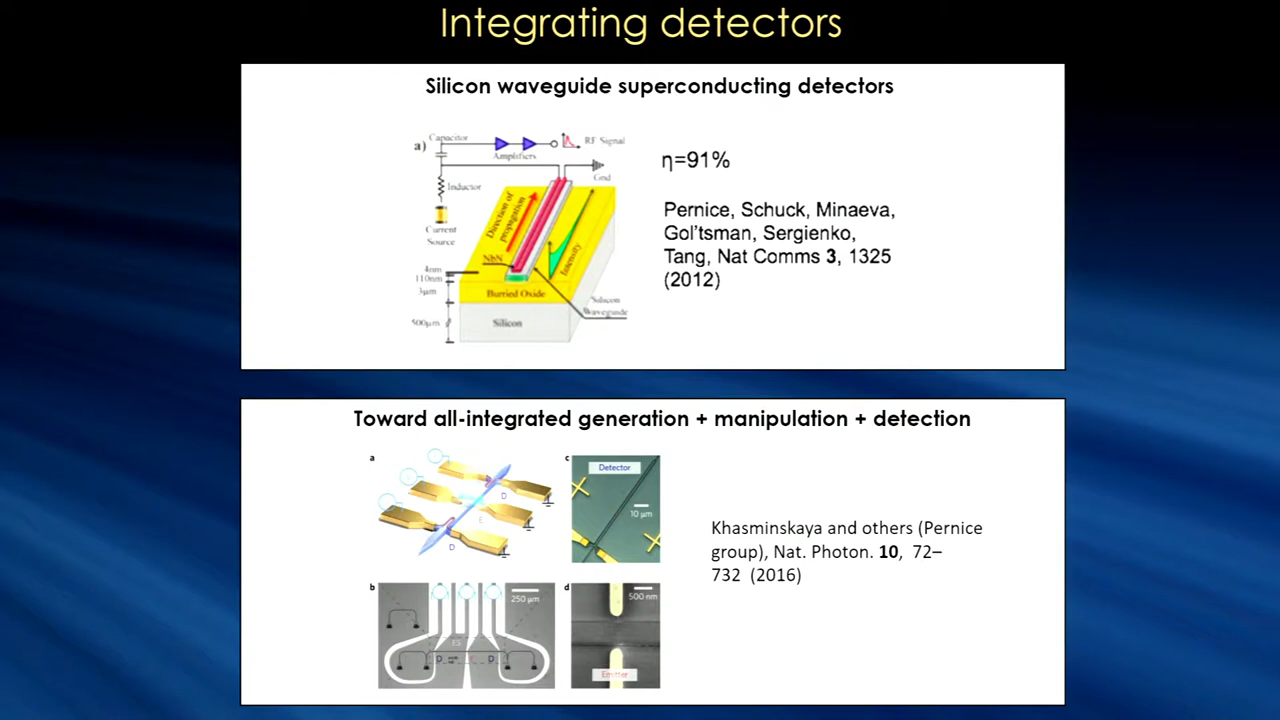 Integrating detectors
Silicon waveguide superconducting detectors
a)
Capacitor
Amplifiers
RF Signal
Gnd
Inductor
Current
Source
Direction of
propagation
Intensity
NbN
4nm
110nm
3μm
500μm
Burried Oxide
Silicon
Waveguide
Silicon
η=91%
Pernice, Schuck, Minaeva,
Gol'tsman, Sergienko,
Tang, Nat Comms 3, 1325
(2012)
Toward all-integrated generation + manipulation + detection
a
D
E
D
c
Detector
10 μm
b
250 μm
ES
D
D
d
500 nm
Emitter
Khasminskaya and others (Pernice
group), Nat. Photon. 10, 72–
732 (2016)